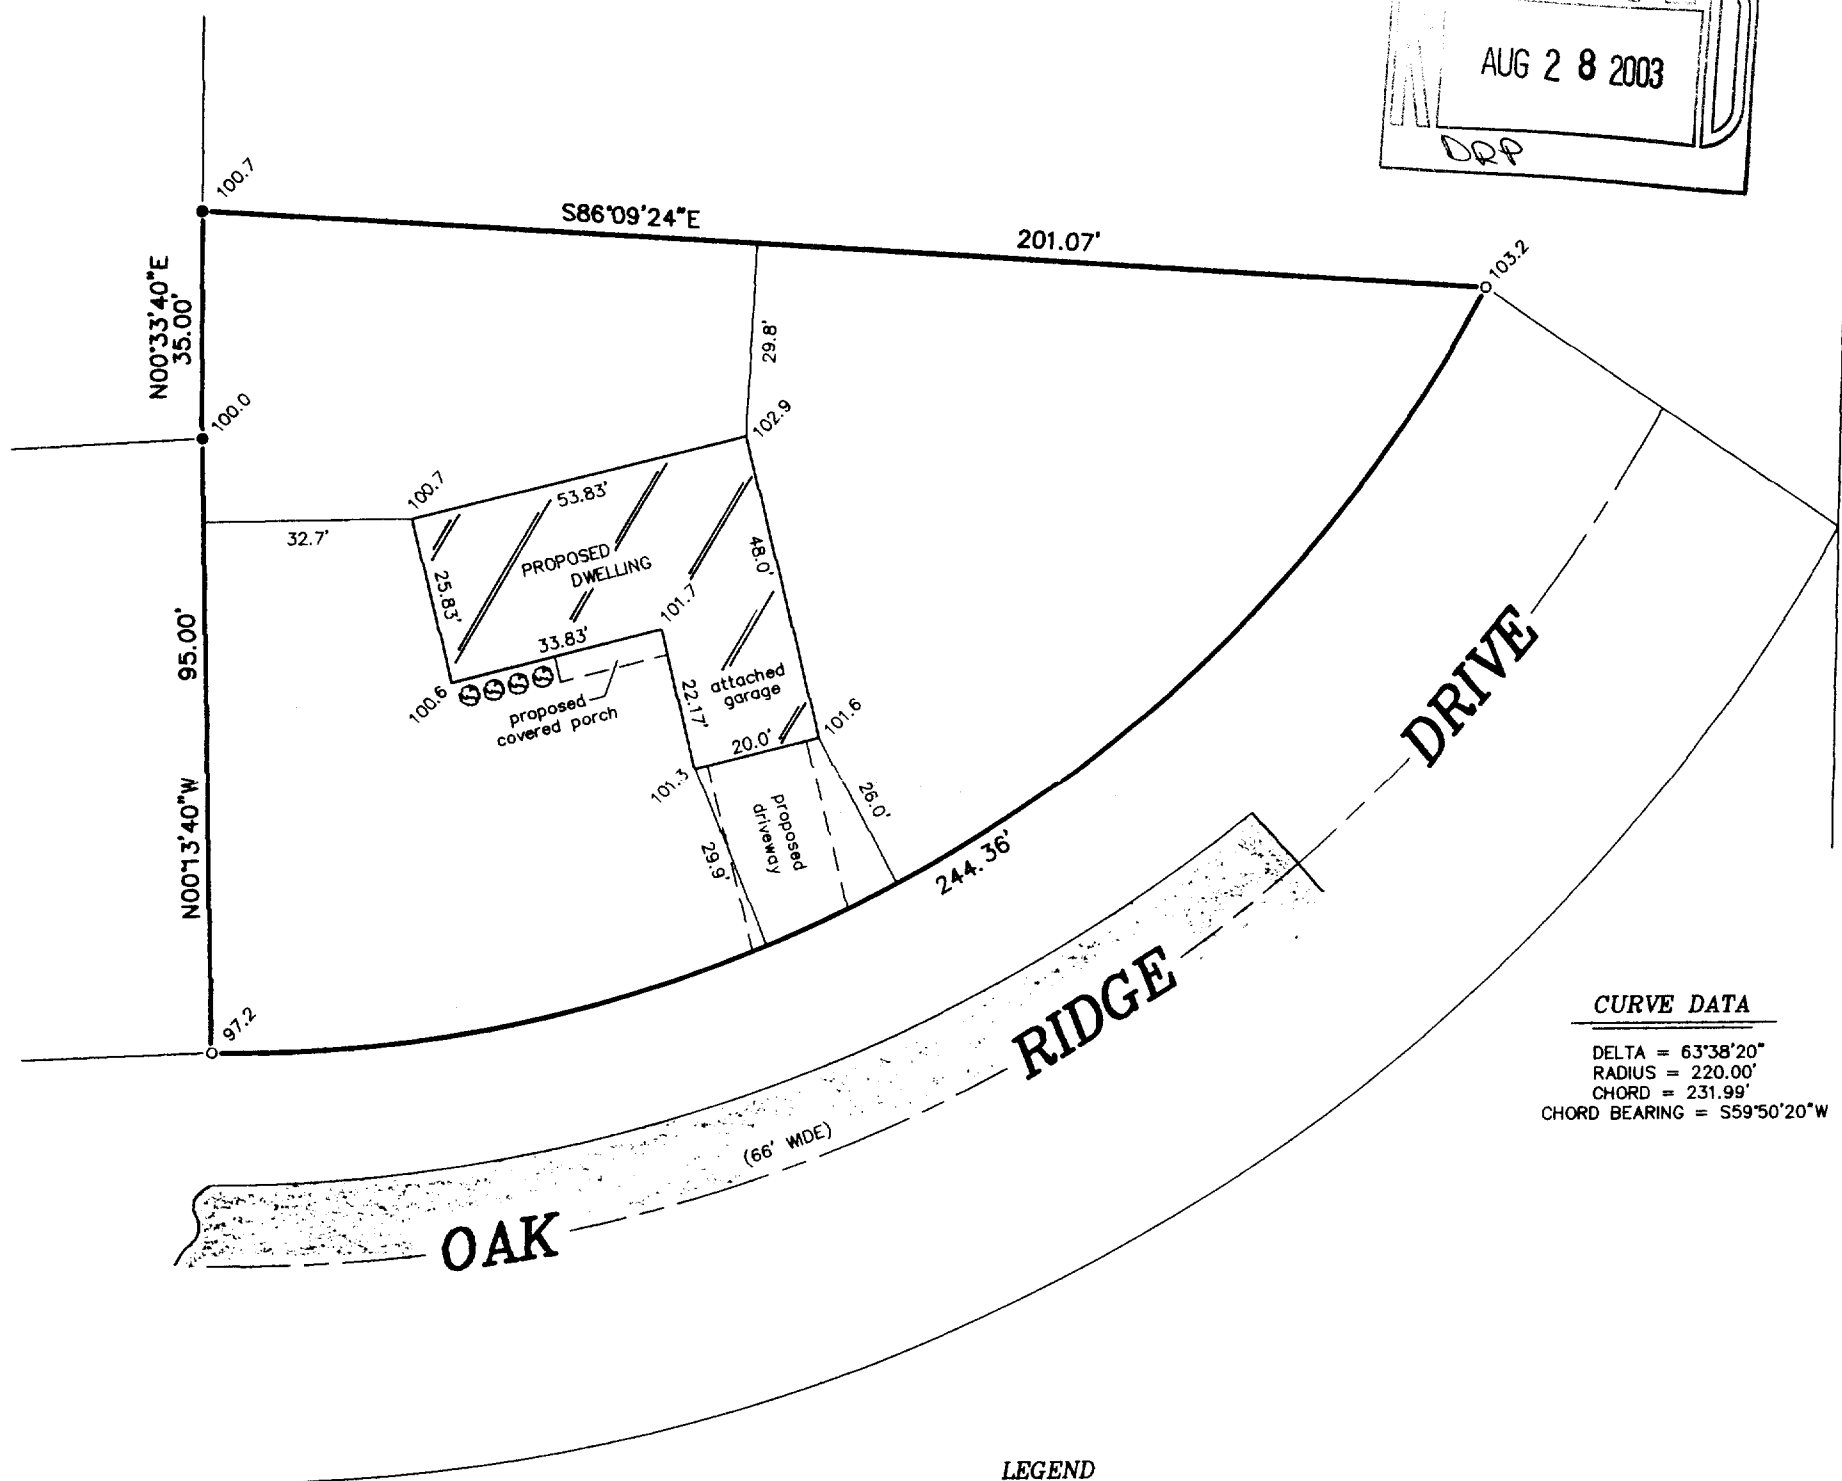 AUG 2 8 2003
DRP
100.7
S86°09'24"E
201.07'
103.2
N00°33'40"E
35.00'
29.8'
100.0
102.9
100.7
53.83'
32.7'
PROPOSED
DWELLING
48.0'
25.83'
101.7
33.83'
95.00'
100.6
attached
garage
22.17'
proposed
covered porch
101.6
20.0'
101.3
N00°13'40"W
proposed
driveway
26.0'
29.9'
244.36'
97.2
OAK
RIDGE
DRIVE
(66' WIDE)
CURVE DATA
DELTA = 63°38'20"
RADIUS = 220.00'
CHORD = 231.99'
CHORD BEARING = S59°50'20"W
LEGEND